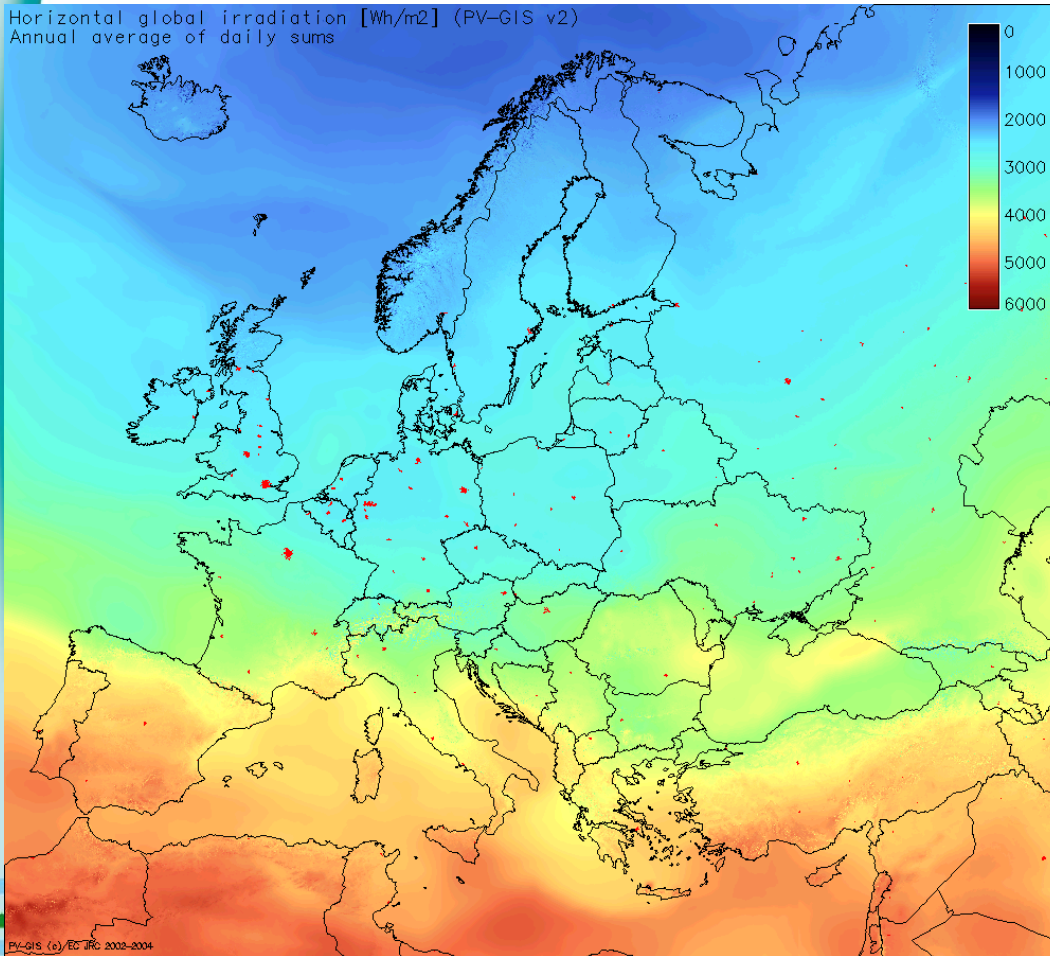 Horizontal global irradiation [Wh/m2] (PV-GIS v2)
Annual average of daily sums
0
1000
2000
3000
4000
5000
6000
PV-GIS (c) EC JRC 2002-2004